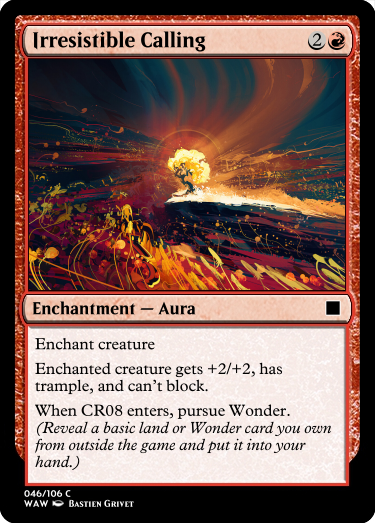 Irresistible Calling 2
Enchantment — Aura
Enchant creature
Enchanted creature gets +2/+2, has
trample, and can't block.
When CR08 enters, pursue Wonder.
(Reveal a basic land or Wonder card you own
from outside the game and put it into your
hand.)
046/106 C
WAW Bastien Grivet